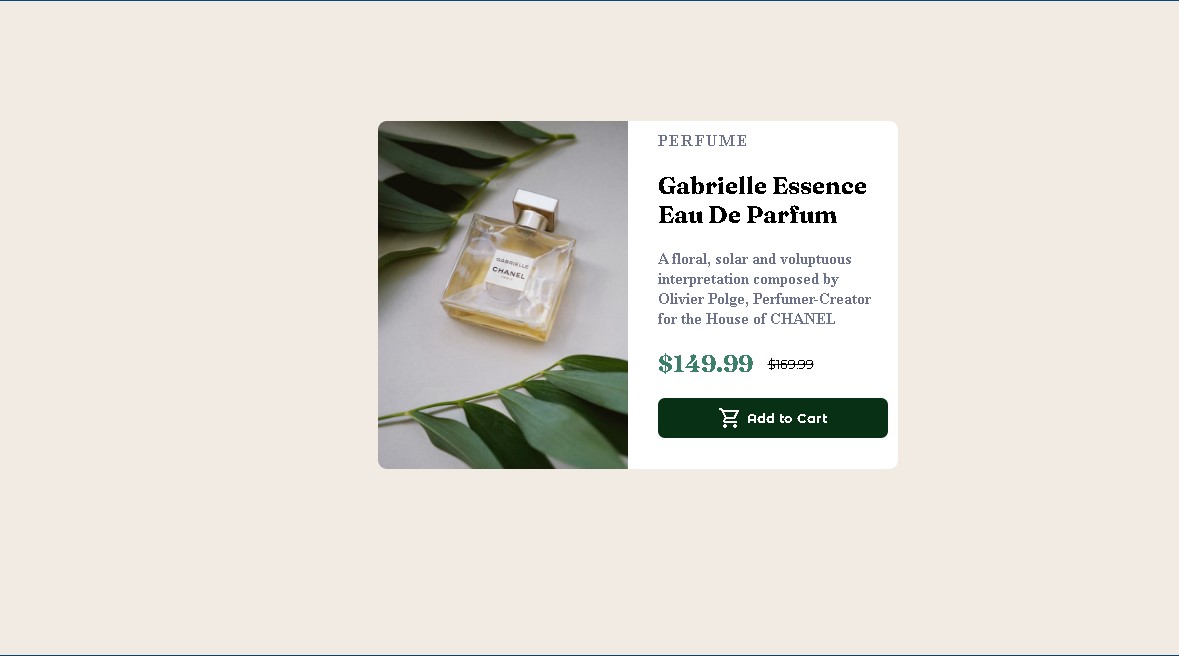 GABRIELLE
CHANEL
PERFUME
Gabrielle Essence
Eau De Parfum
A floral, solar and voluptuous
interpretation composed by
Olivier Polge, Perfumer-Creator
for the House of CHANEL
$149.99 $169.99
Add to Cart